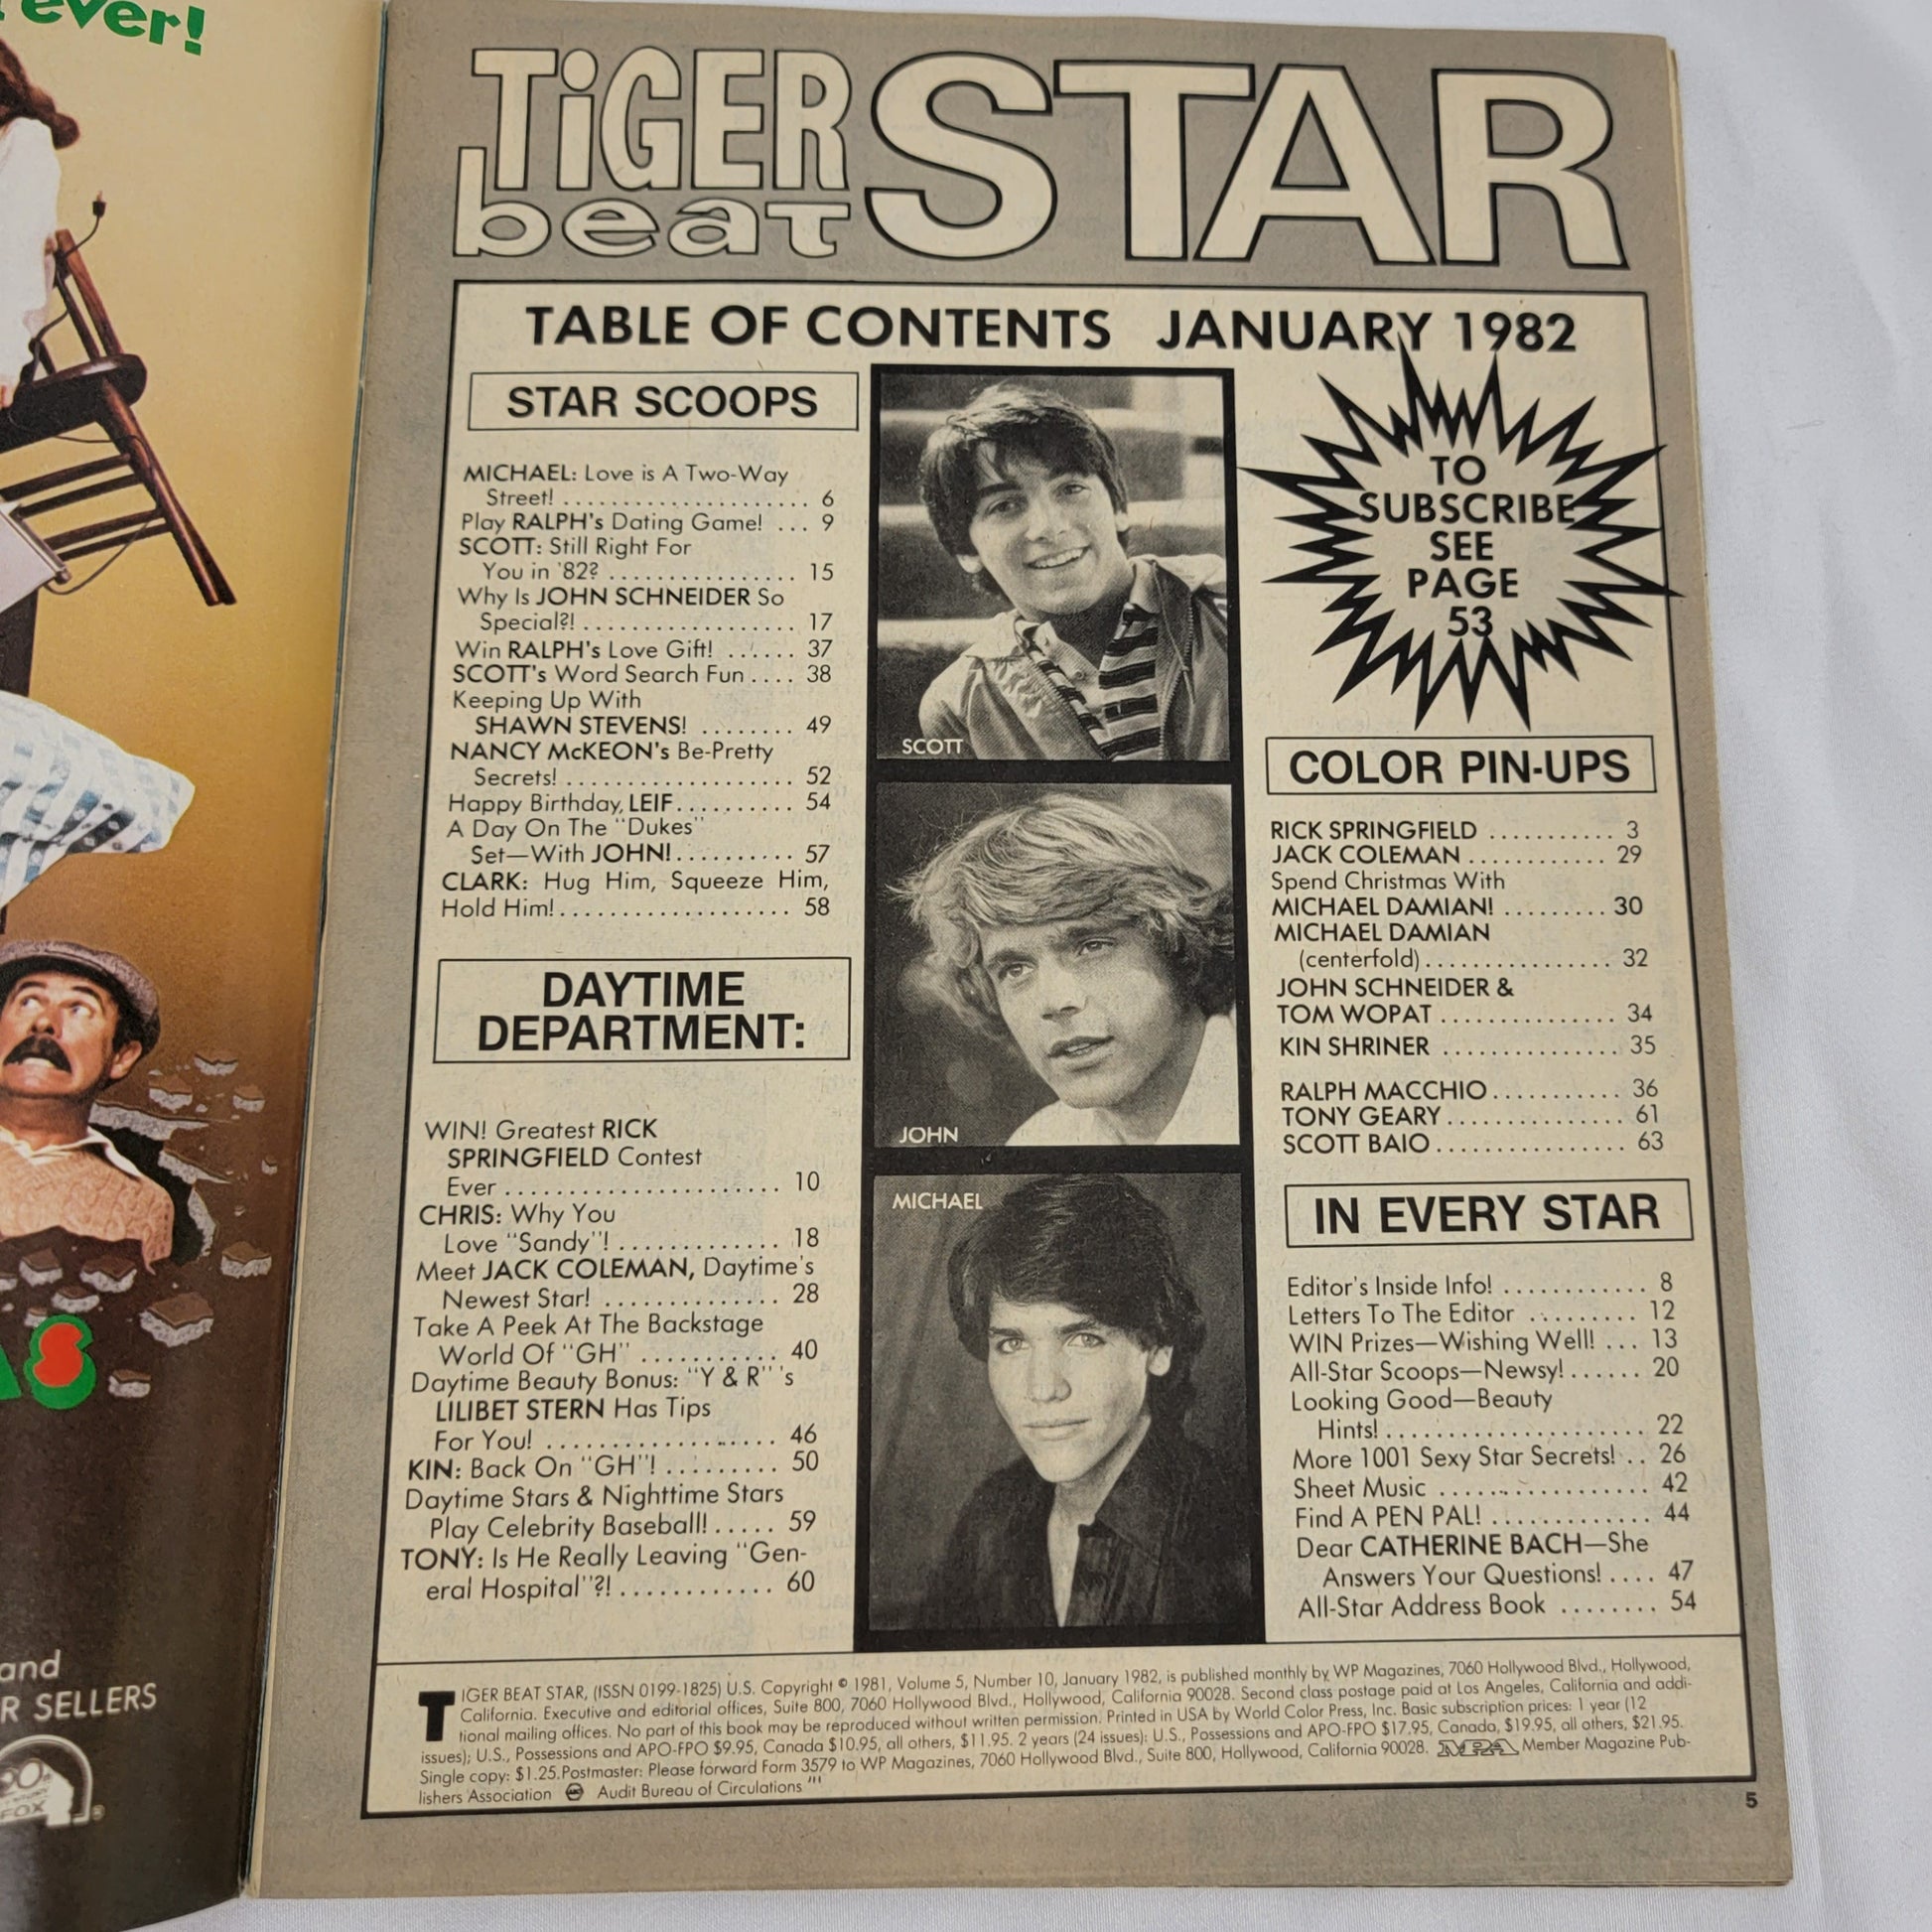 ever!
AS
and
R SELLERS
FOX
TiGER
beat
STAR
TABLE OF CONTENTS JANUARY 1982
STAR SCOOPS
MICHAEL: Love is A Two-Way
Street! .................... 6
Play RALPH's Dating Game! ... 9
SCOTT: Still Right For
You in '82? ................ 15
Why Is JOHN SCHNEIDER So
Special?! .................. 17
Win RALPH's Love Gift! ...... 37
SCOTT's Word Search Fun .... 38
Keeping Up With
SHAWN STEVENS! ........ 49
NANCY McKEON's Be-Pretty
Secrets! ................... 52
Happy Birthday, LEIF.......... 54
A Day On The "Dukes"
Set—With JOHN!.......... 57
CLARK: Hug Him, Squeeze Him,
Hold Him!.................... 58
DAYTIME
DEPARTMENT:
WIN! Greatest RICK
SPRINGFIELD Contest
Ever ....................... 10
CHRIS: Why You
Love "Sandy"! .............. 18
Meet JACK COLEMAN, Daytime's
Newest Star! ............... 28
Take A Peek At The Backstage
World Of "GH" ............ 40
Daytime Beauty Bonus: "Y & R" 's
LILIBET STERN Has Tips
For You! .................... 46
KIN: Back On "GH"! .......... 50
Daytime Stars & Nighttime Stars
Play Celebrity Baseball! ..... 59
TONY: Is He Really Leaving "Gen-
eral Hospital"?! ............. 60
SCOTT
JOHN
MICHAEL
TO
SUBSCRIBE
SEE
PAGE
53
COLOR PIN-UPS
RICK SPRINGFIELD ........... 3
JACK COLEMAN ............ 29
Spend Christmas With
MICHAEL DAMIAN! ......... 30
MICHAEL DAMIAN
(centerfold)................ 32
JOHN SCHNEIDER &
TOM WOPAT ............... 34
KIN SHRINER ............... 35
RALPH MACCHIO........... 36
TONY GEARY................ 61
SCOTT BAIO................. 63
IN EVERY STAR
Editor's Inside Info! ............ 8
Letters To The Editor ......... 12
WIN Prizes—Wishing Well! ... 13
All-Star Scoops—Newsy!...... 20
Looking Good—Beauty
Hints!....................... 22
More 1001 Sexy Star Secrets! .. 26
Sheet Music .................. 42
Find A PEN PAL! ............. 44
Dear CATHERINE BACH—She
Answers Your Questions! .... 47
All-Star Address Book ........ 54
TIGER BEAT STAR, (ISSN 0199-1825) U.S. Copyright © 1981, Volume 5, Number 10, January 1982, is published monthly by WP Magazines, 7060 Hollywood Blvd., Hollywood,
California. Executive and editorial offices, Suite 800, 7060 Hollywood Blvd., Hollywood, California 90028. Second class postage paid at Los Angeles, California and addi-
tional mailing offices. No part of this book may be reproduced without written permission. Printed in USA by World Color Press, Inc. Basic subscription prices: 1 year (12
issues); U.S., Possessions and APO-FPO $9.95, Canada $10.95, all others, $11.95. 2 years (24 issues): U.S., Possessions and APO-FPO $17.95, Canada, $19.95, all others, $21.95.
Single copy: $1.25. Postmaster: Please forward Form 3579 to WP Magazines, 7060 Hollywood Blvd., Suite 800, Hollywood, California 90028. MPA Member Magazine Pub-
lishers Association ABC Audit Bureau of Circulations
5